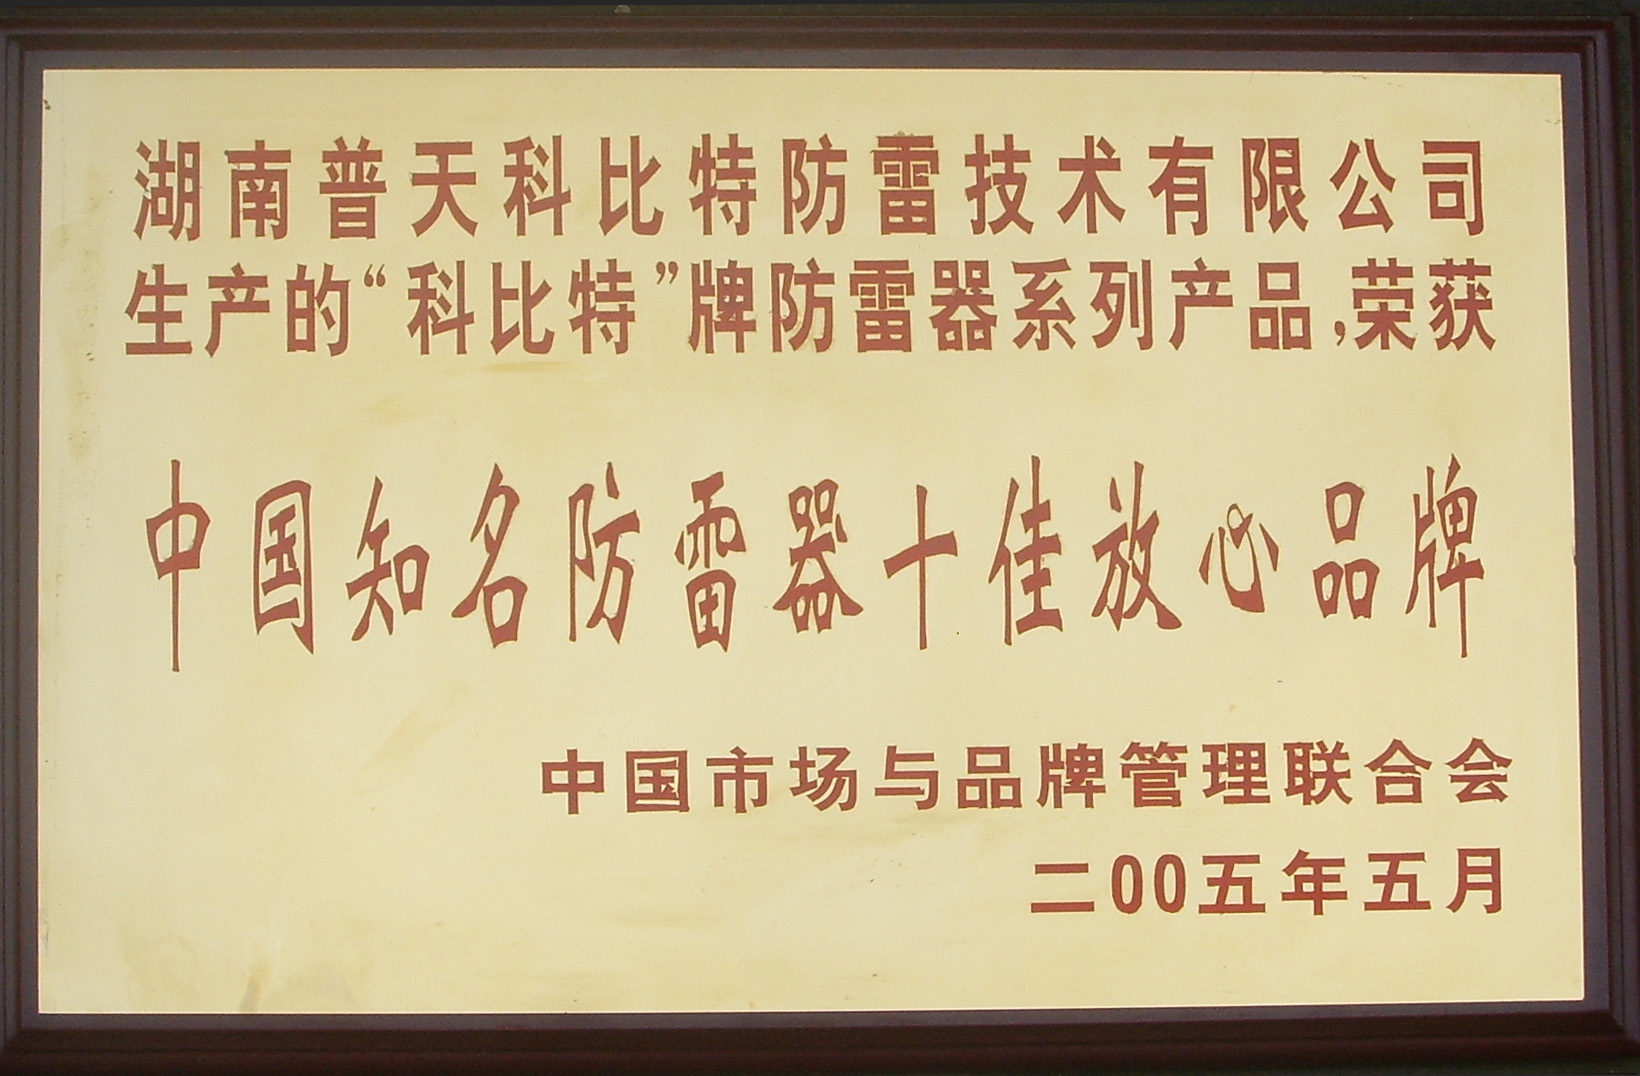 湖南普天科比特防雷技术有限公司
生产的“科比特”牌防雷器系列产品,荣获
中国知名防雷器十佳放心品牌
中国市场与品牌管理联合会
二00五年五月